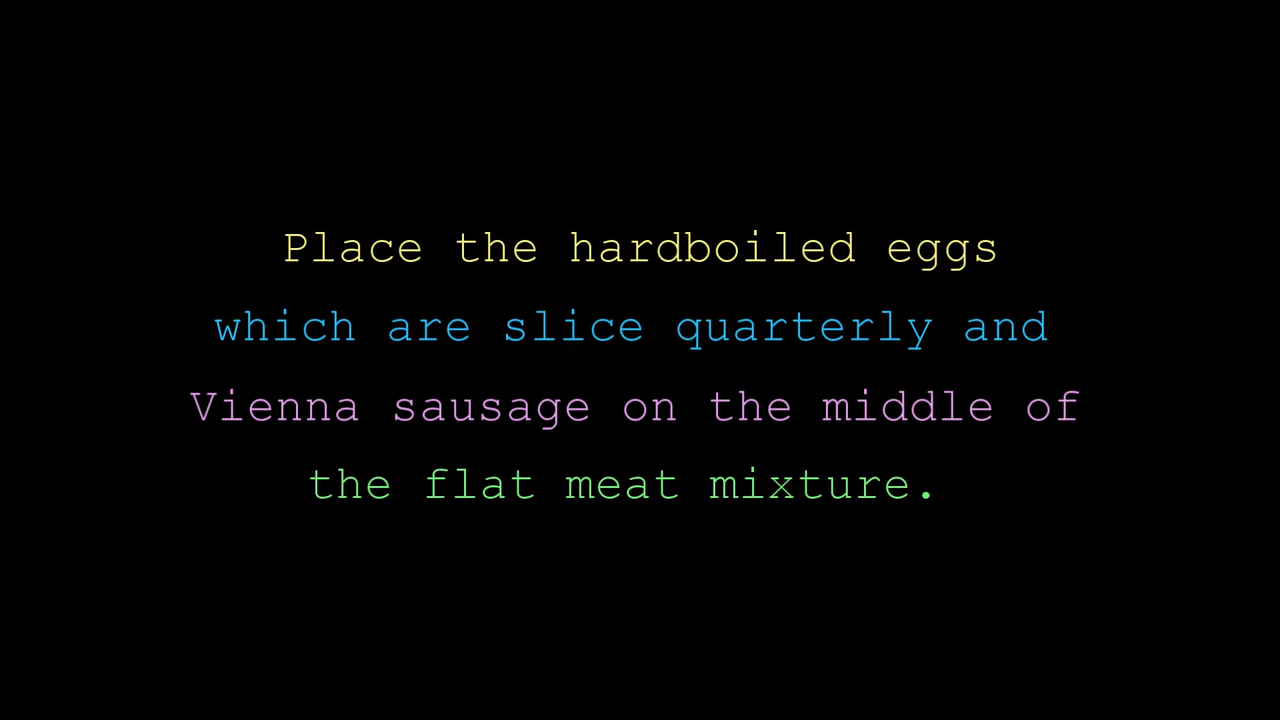 Place the hardboiled eggs
which are slice quarterly and
Vienna sausage on the middle of
the flat meat mixture.